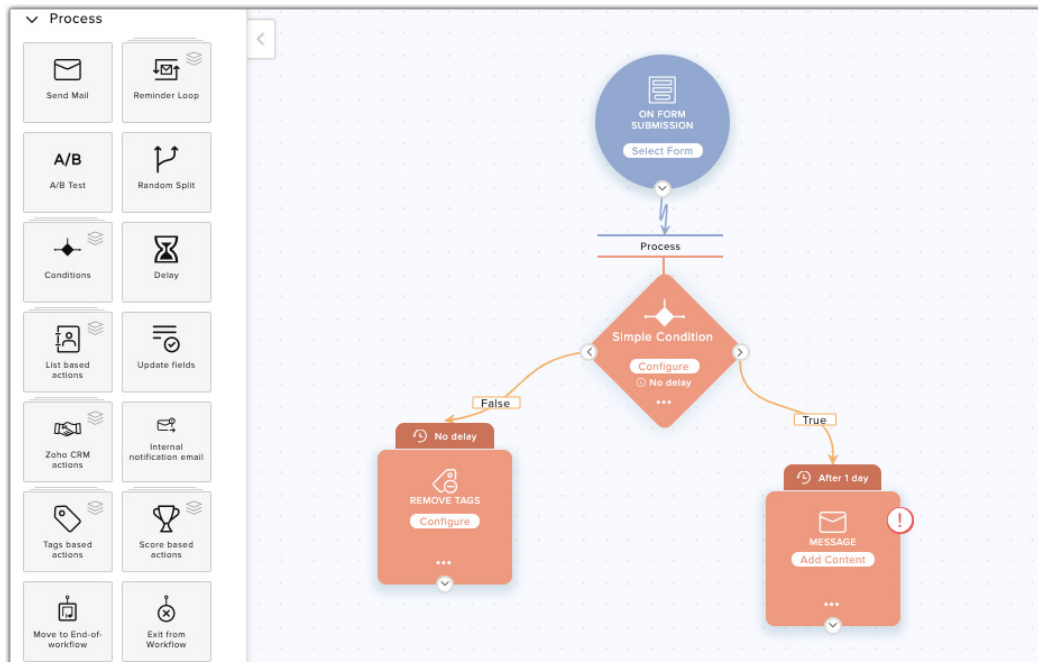 Process
Send Mail
Reminder Loop
A/B
A/B Test
Random Split
Conditions
Delay
List based
actions
Update fields
Zoho CRM
actions
Internal
notification email
Tags based
actions
Score based
actions
Move to End-of-
workflow
Exit from
Workflow
ON FORM
SUBMISSION
Select Form
Process
Simple Condition
Configure
No delay
False
True
No delay
REMOVE TAGS
Configure
After 1 day
MESSAGE
Add Content